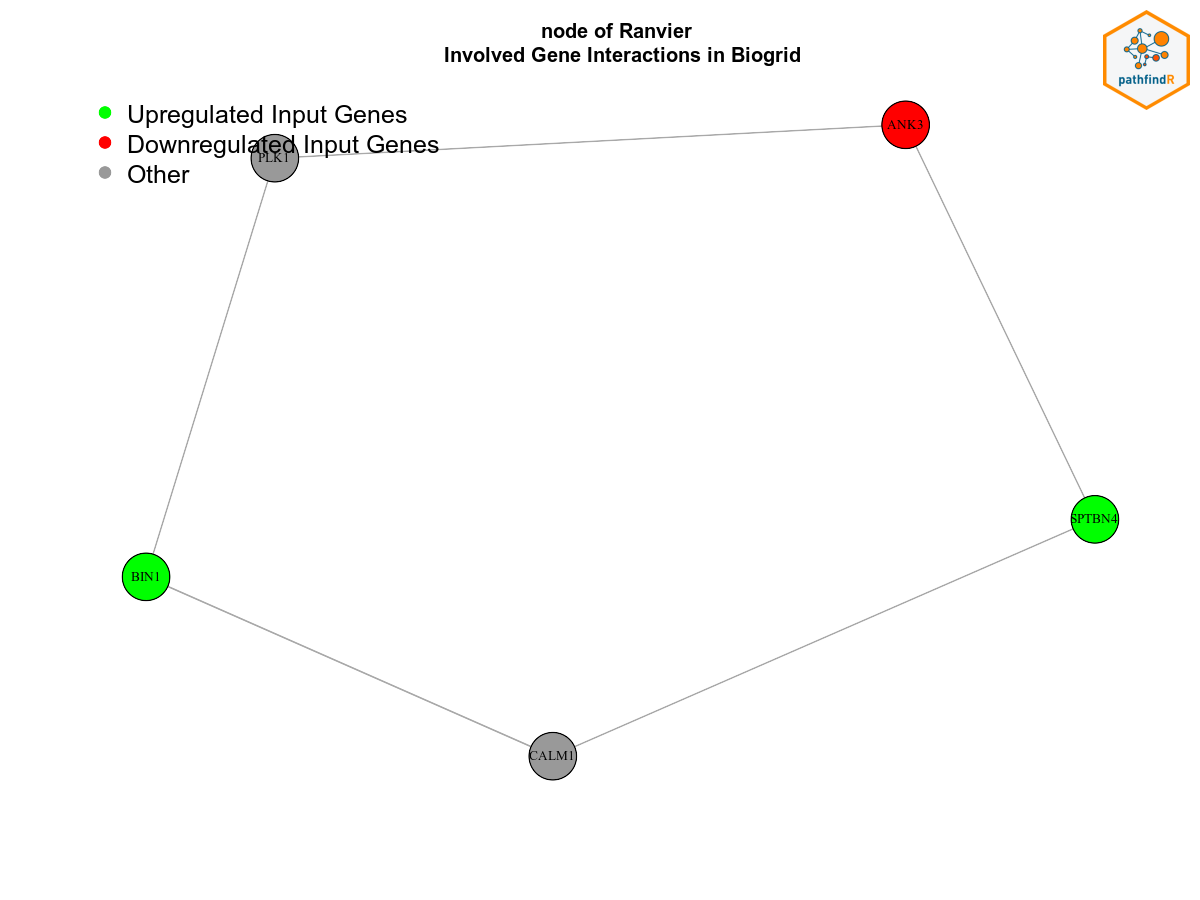 node of Ranvier
Involved Gene Interactions in Biogrid
pathfindR
Upregulated Input Genes
Downregulated Input Genes
Other
PLK1
ANK3
SPTBN4
BIN1
CALM1